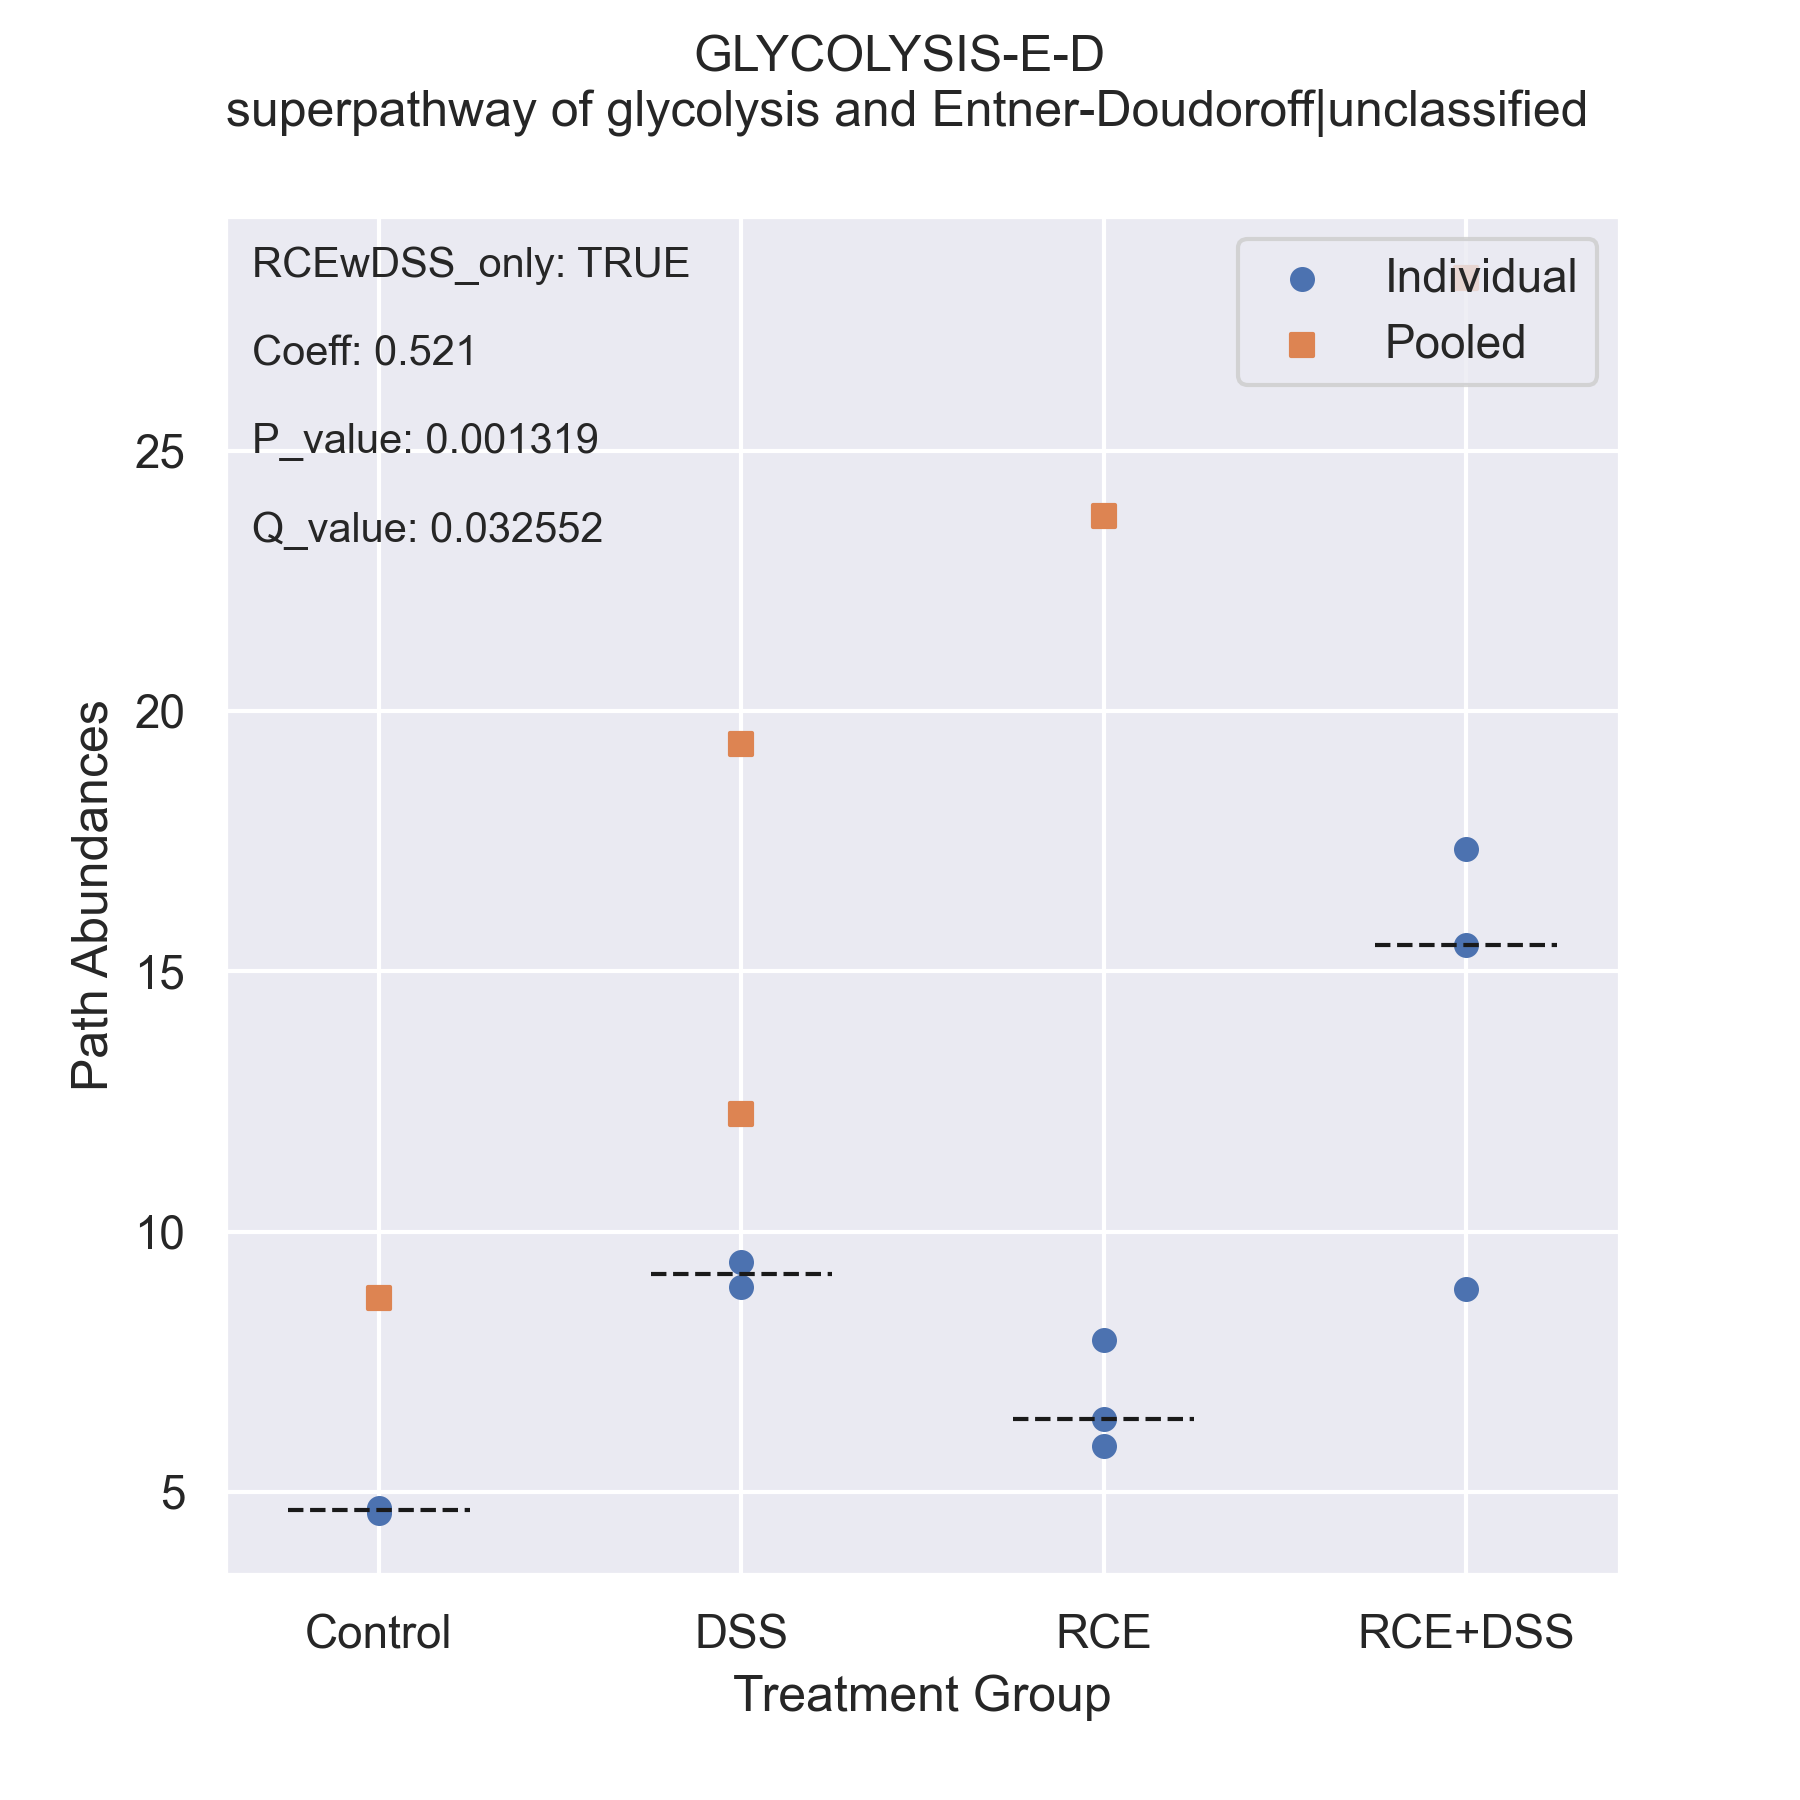 GLYCOLYSIS-E-D
superpathway of glycolysis and Entner-Doudoroff|unclassified
RCEwDSS_only: TRUE
Coeff: 0.521
P_value: 0.001319
Q_value: 0.032552
Individual
Pooled
Path Abundances
25
20
15
10
5
Control
DSS
RCE
RCE+DSS
Treatment Group